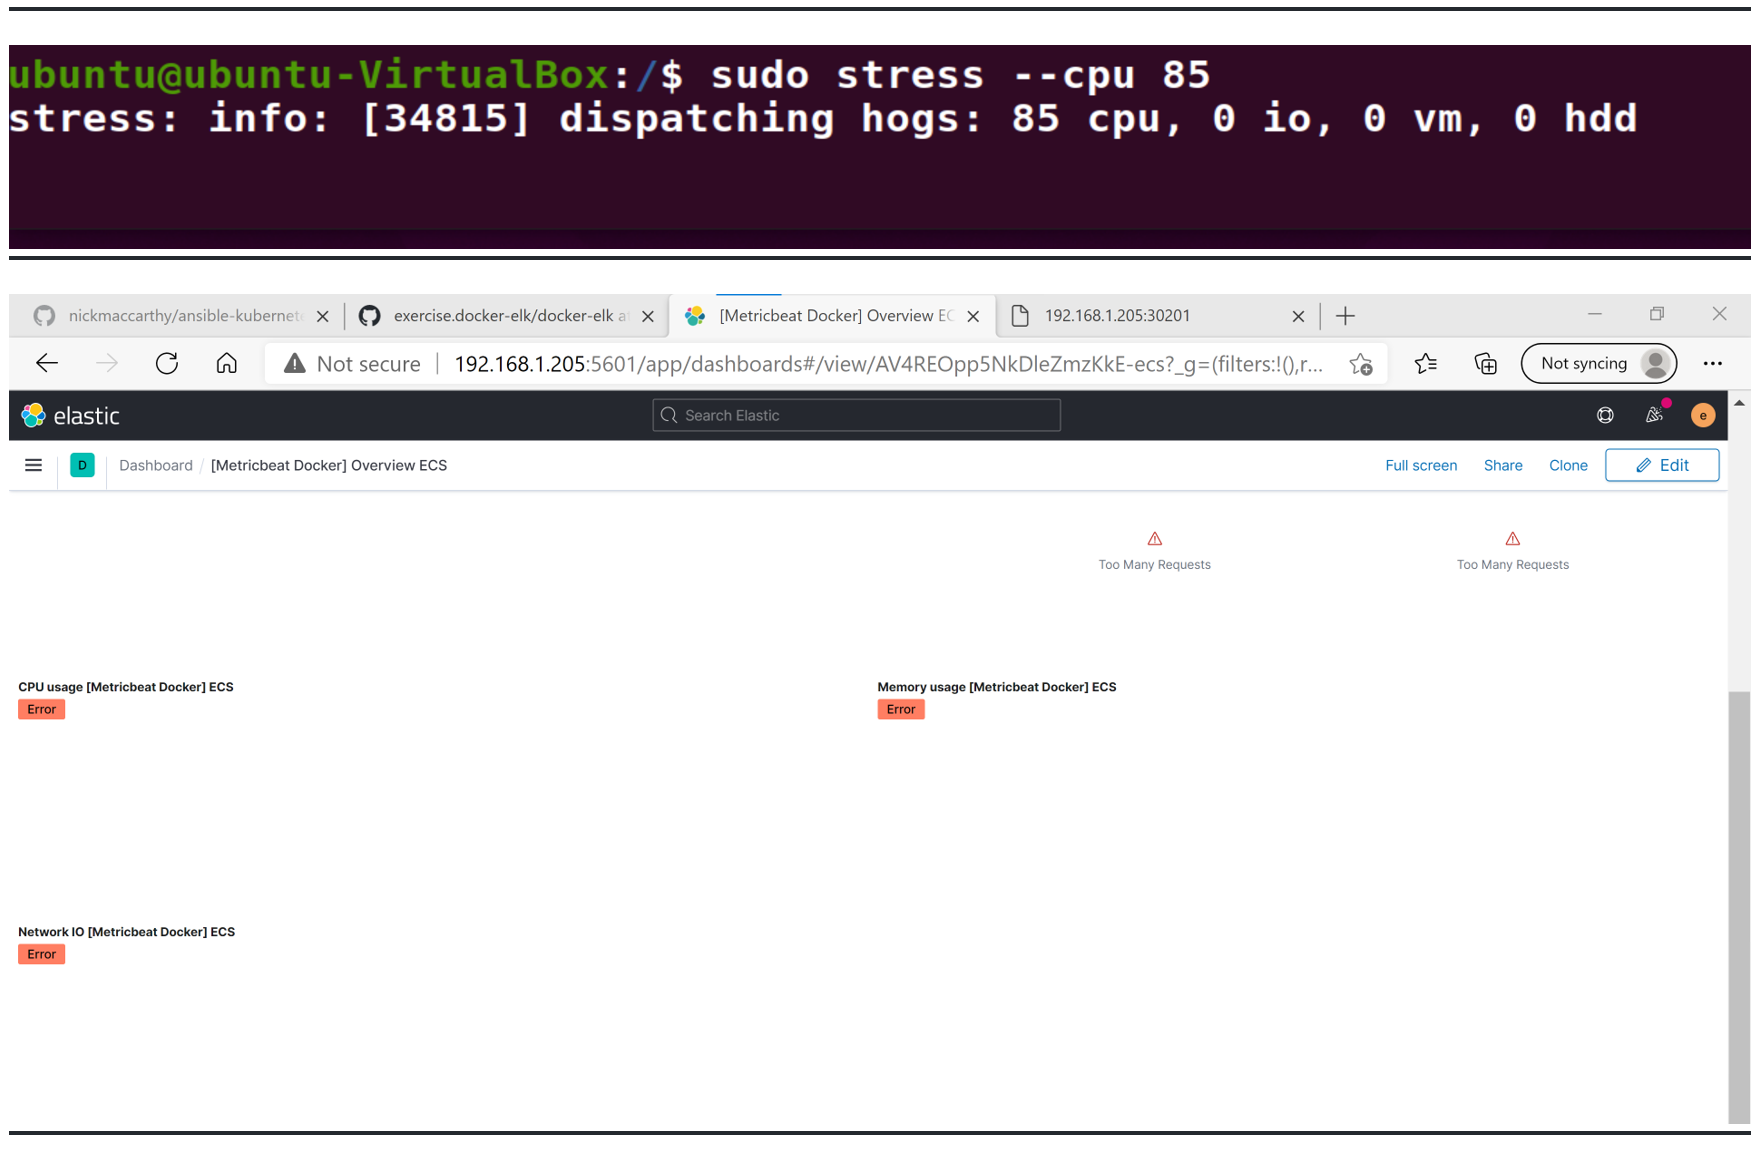 ubuntu@ubuntu-VirtualBox:/$ sudo stress --cpu 85
stress: info: [34815] dispatching hogs: 85 cpu, 0 io, 0 vm, 0 hdd
nickmaccarthy/ansible-kubernet
exercise.docker-elk/docker-elk a
[Metricbeat Docker] Overview EC
192.168.1.205:30201
Not secure | 192.168.1.205:5601/app/dashboards#/view/AV4REOpp5NkDleZmzKkE-ecs?_g=(filters:!(),r...
Not syncing
elastic
Search Elastic
e
D
Dashboard / [Metricbeat Docker] Overview ECS
Full screen
Share
Clone
Edit
Too Many Requests
Too Many Requests
CPU usage [Metricbeat Docker] ECS
Error
Memory usage [Metricbeat Docker] ECS
Error
Network IO [Metricbeat Docker] ECS
Error